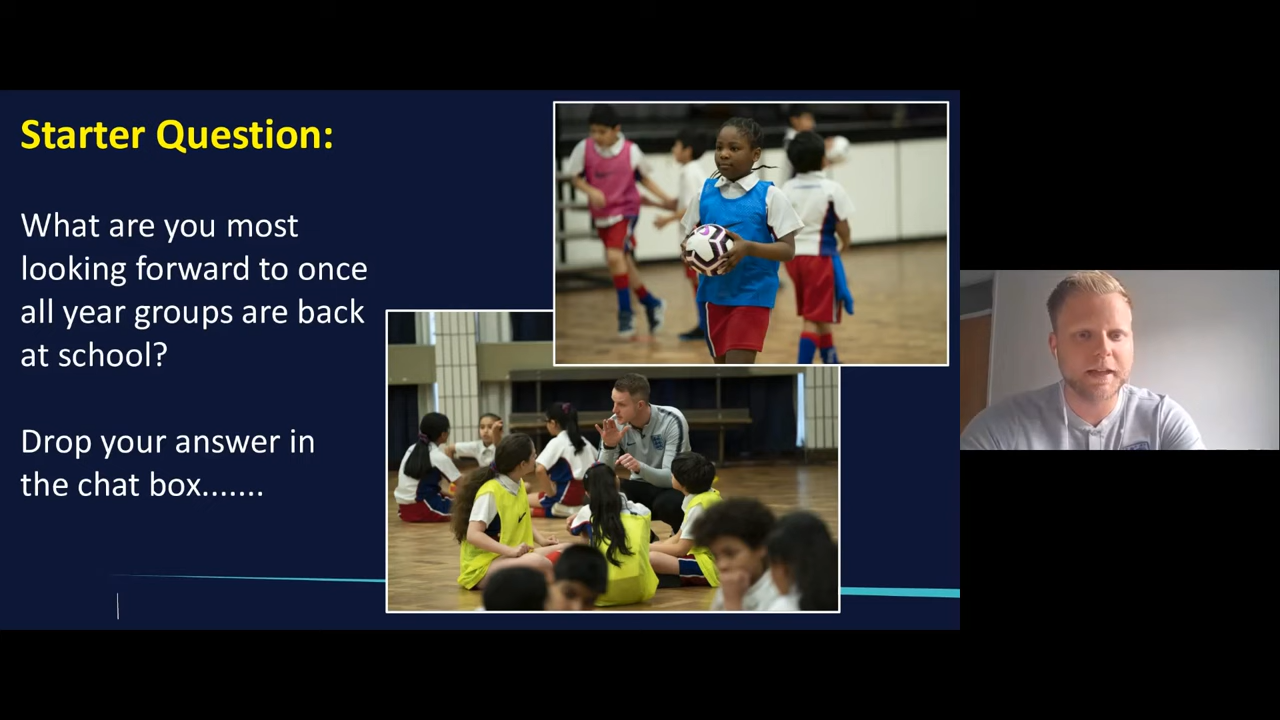 Starter Question:
What are you most
looking forward to once
all year groups are back
at school?
Drop your answer in
the chat box.......